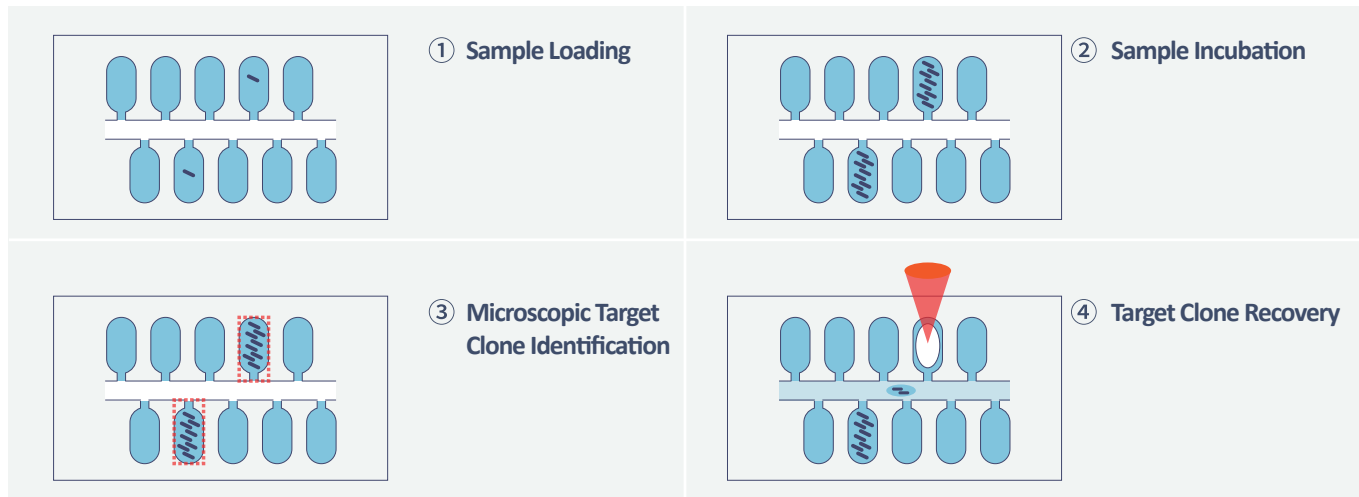 ① Sample Loading
② Sample Incubation
③ Microscopic Target
Clone Identification
④ Target Clone Recovery